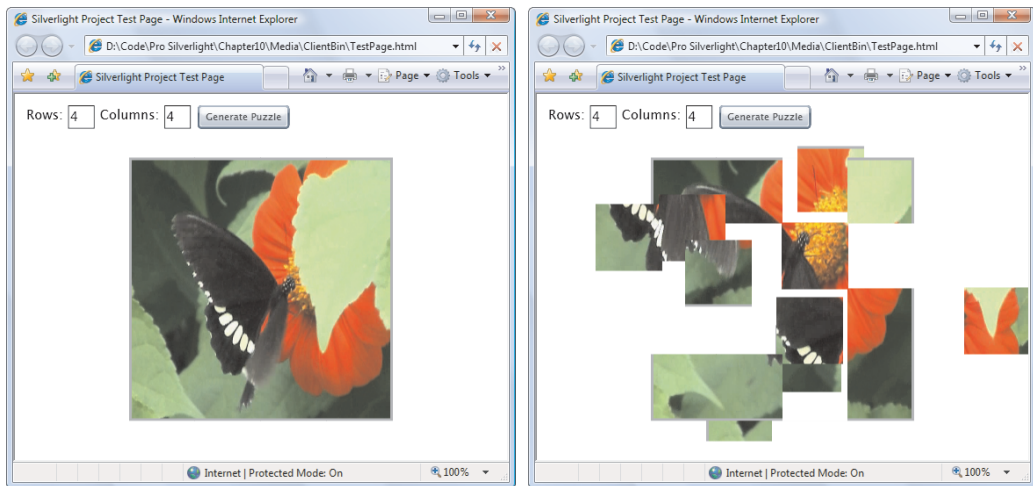 Silverlight Project Test Page - Windows Internet Explorer
D:\Code\Pro Silverlight\Chapter10\Media\ClientBin\TestPage.html
Silverlight Project Test Page
Page
Tools
»
Rows: 4 Columns: 4 Generate Puzzle
Internet | Protected Mode: On
100%
Silverlight Project Test Page - Windows Internet Explorer
D:\Code\Pro Silverlight\Chapter10\Media\ClientBin\TestPage.html
Silverlight Project Test Page
Page
Tools
»
Rows: 4 Columns: 4 Generate Puzzle
Internet | Protected Mode: On
100%